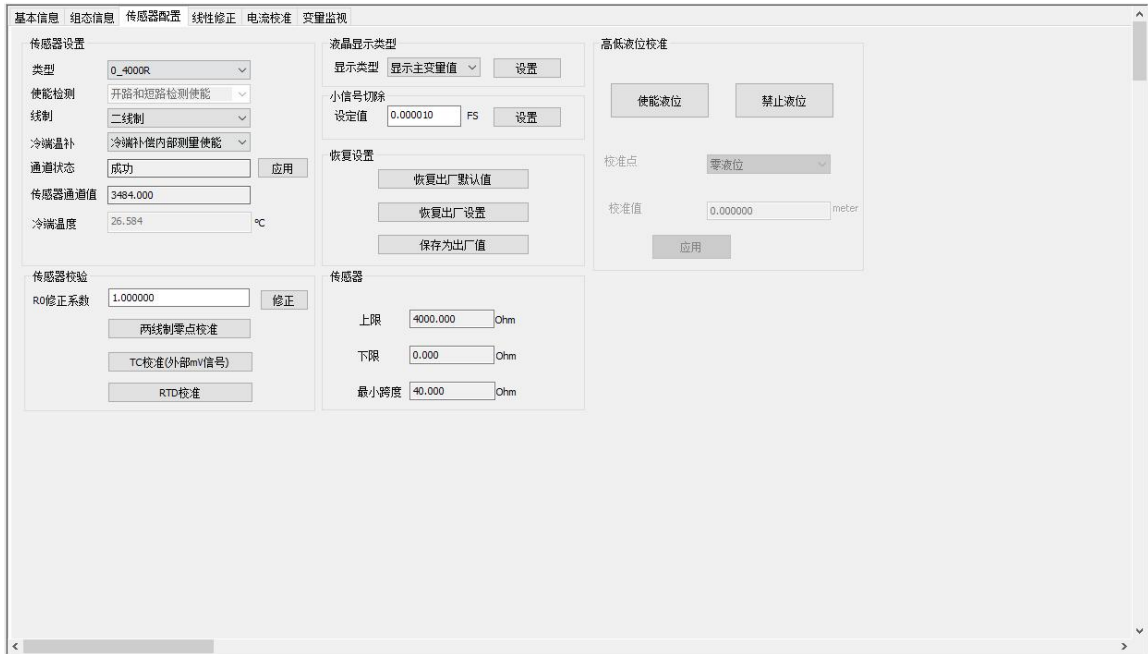 基本信息 组态信息 传感器配置 线性修正 电流校准 变量监视
传感器设置
类型 0_4000R
使能检测 开路和短路检测使能
线制 二线制
冷端温补 冷端补偿内部测量使能
通道状态 成功 应用
传感器通道值 3484.000
冷端温度 26.584 ℃
传感器校验
R0修正系数 1.000000 修正
两线制零点校准
TC校准(外部mV信号)
RTD校准
液晶显示类型
显示类型 显示主变量值 设置
小信号切除
设定值 0.000010 FS 设置
恢复设置
恢复出厂默认值
恢复出厂设置
保存为出厂值
传感器
上限 4000.000 Ohm
下限 0.000 Ohm
最小跨度 40.000 Ohm
高低液位校准
使能液位 禁止液位
校准点 零液位
校准值 0.000000 meter
应用